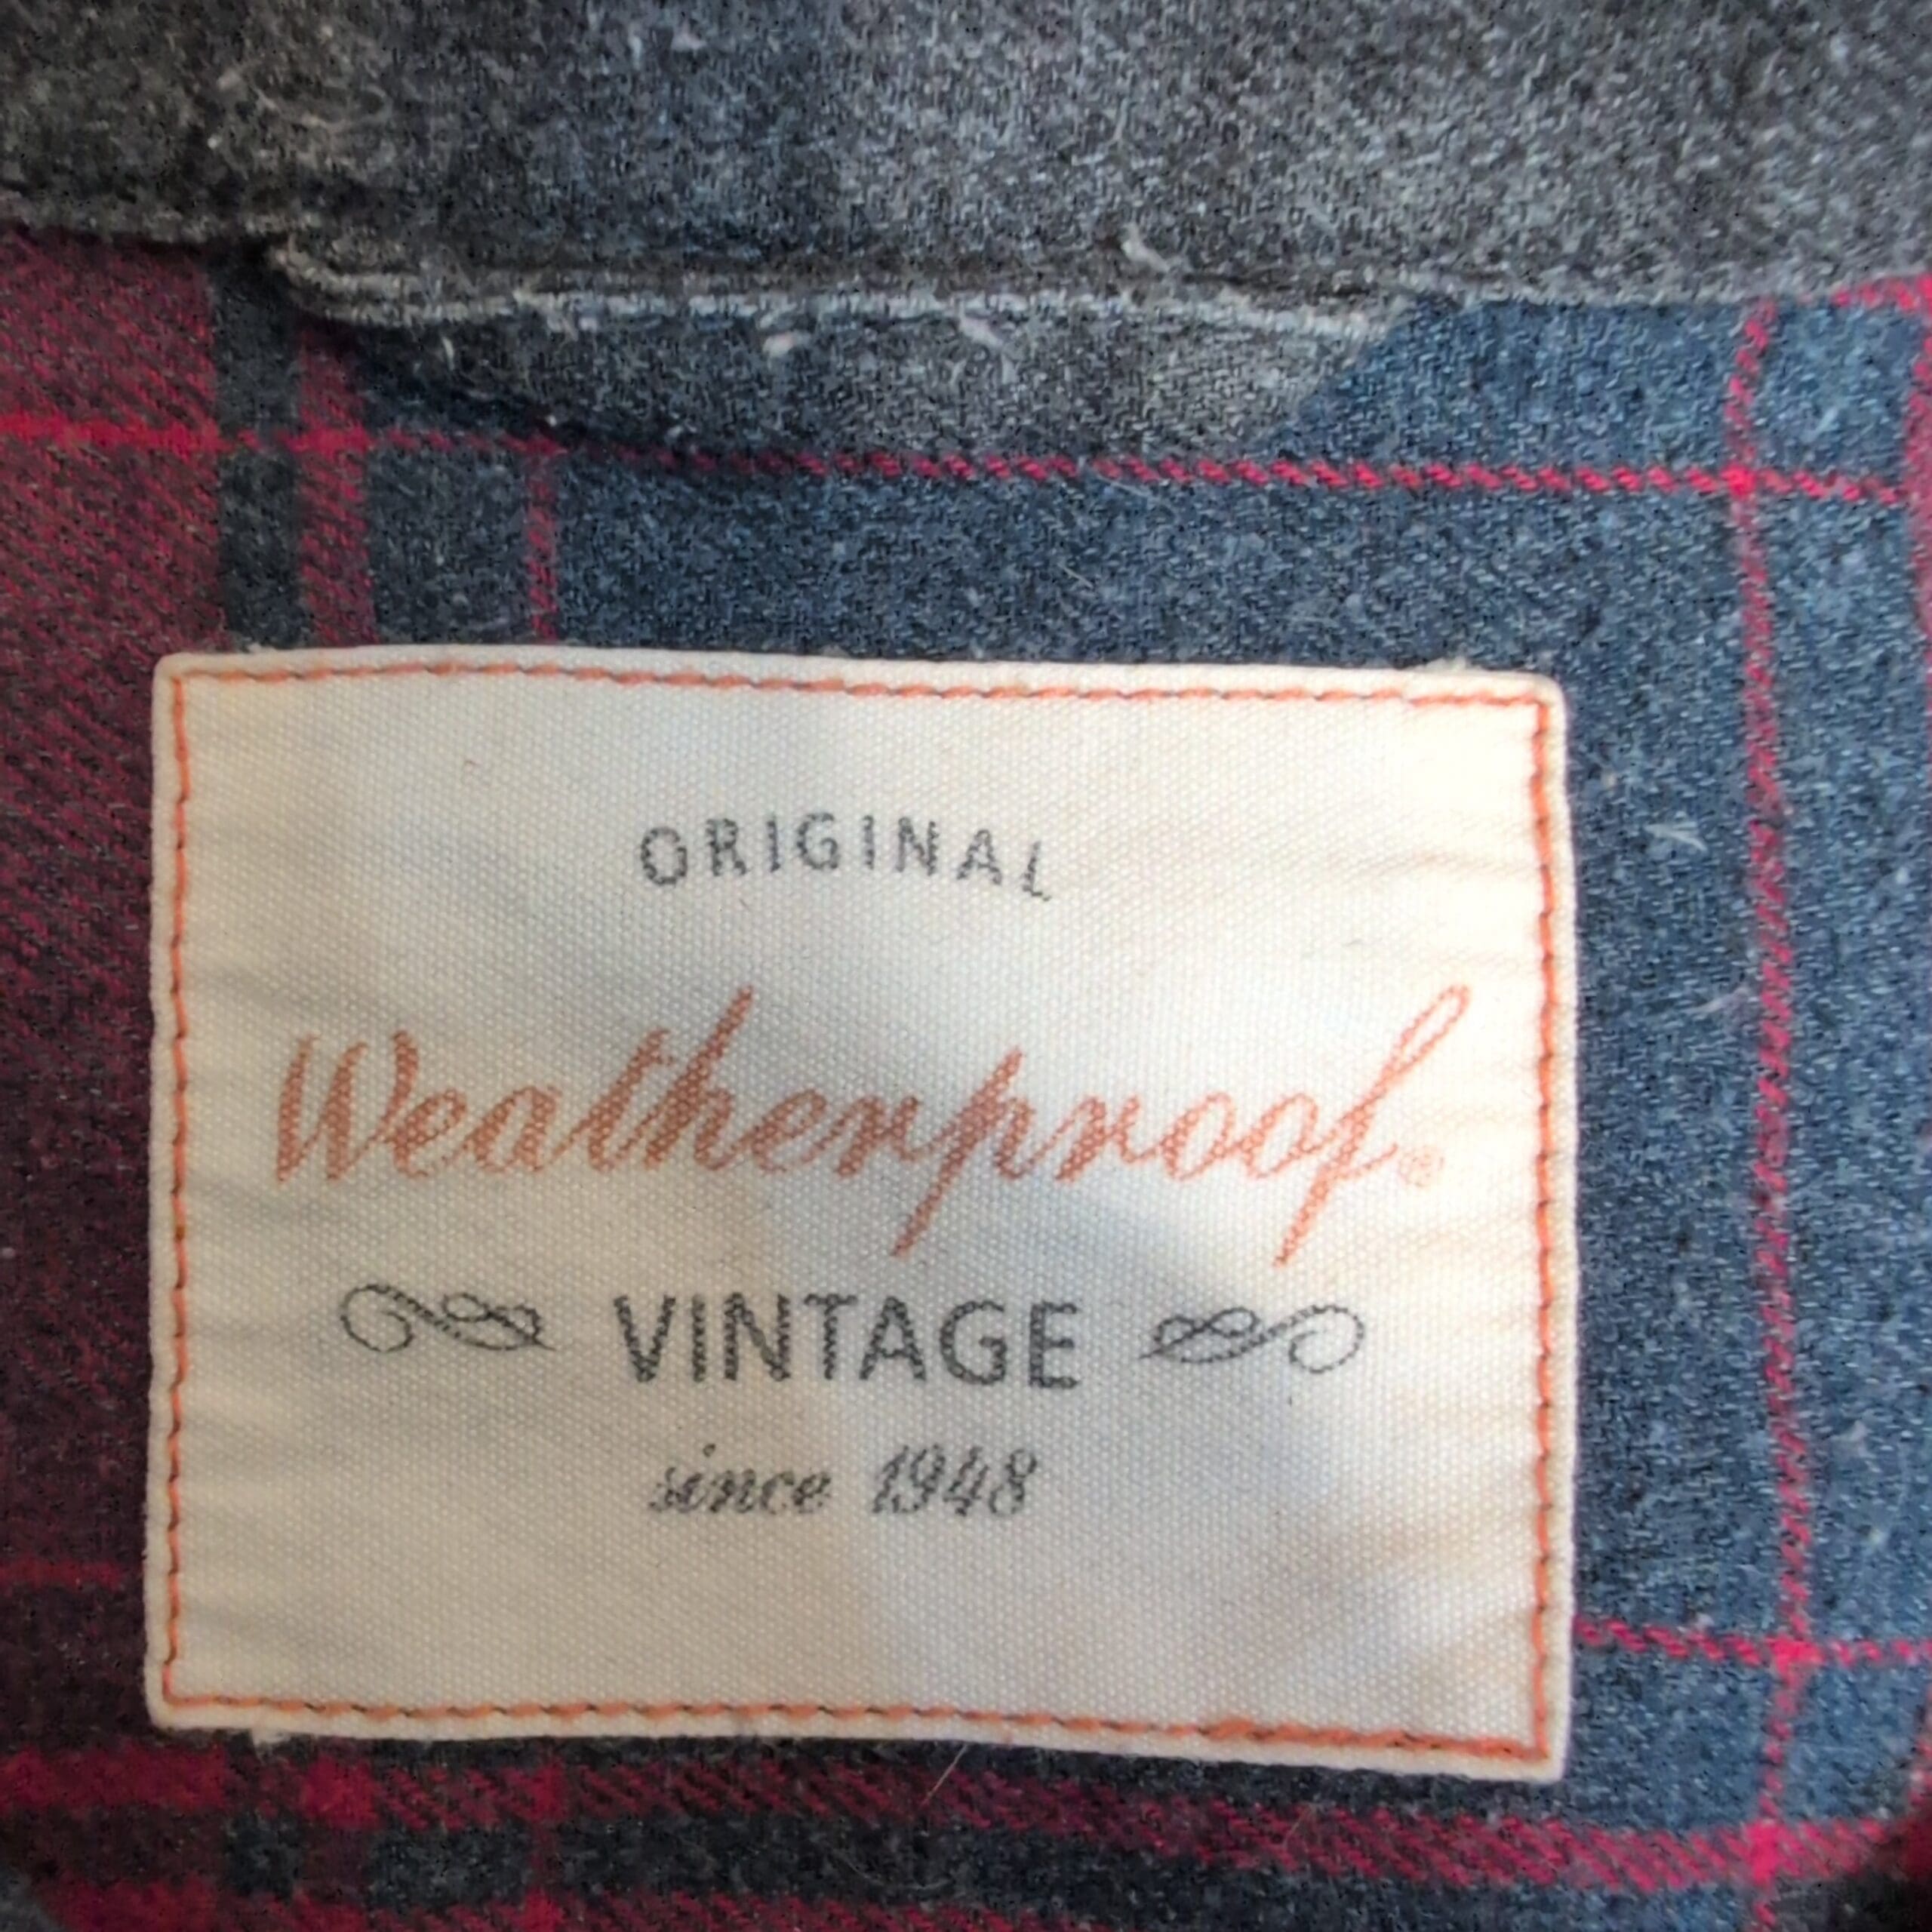 ORIGINAL
Weatherproof®
VINTAGE
since 1948